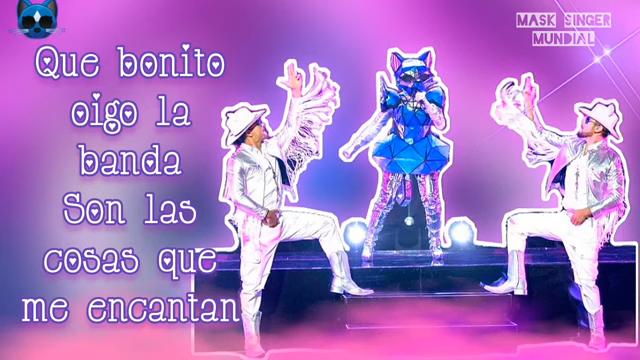 MASK SINGER
MUNDIAL
Que bonito
oigo la
banda
Son las
cosas que
me encantan